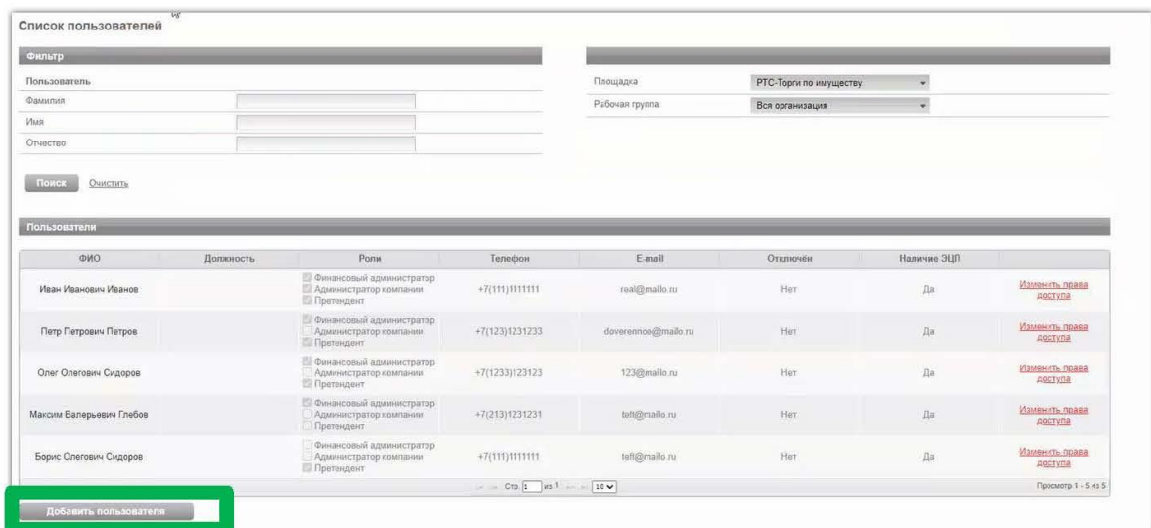 Список пользователей
Фильтр
Пользователь
Площадка
РТС-Торги по имуществу
Фамилия
Рабочая группа
Вся организация
Имя
Отчество
Поиск Очистить
Пользователи
ФИО Должность Роли Телефон E-mail Отключён Наличие ЭЦП
Финансовый администратор
Иван Иванович Иванов Администратор компании +7(111)1111111 real@mailo.ru Нет Да Изменить права доступа
Претендент
Финансовый администратор
Петр Петрович Петров Администратор компании +7(123)1231233 doverennoe@mailo.ru Нет Да Изменить права доступа
Претендент
Финансовый администратор
Олег Олегович Сидоров Администратор компании +7(1233)123123 123@mailo.ru Нет Да Изменить права доступа
Претендент
Финансовый администратор
Максим Валерьевич Глебов Администратор компании +7(213)1231231 Нет Да Изменить права доступа
Претендент
Финансовый администратор
Борис Олегович Сидоров Администратор компании +7(111)1111111 Нет Да Изменить права доступа
Претендент
Стр. 1 из 1 10 Просмотр 1 - 5 из 5
Добавить пользователя